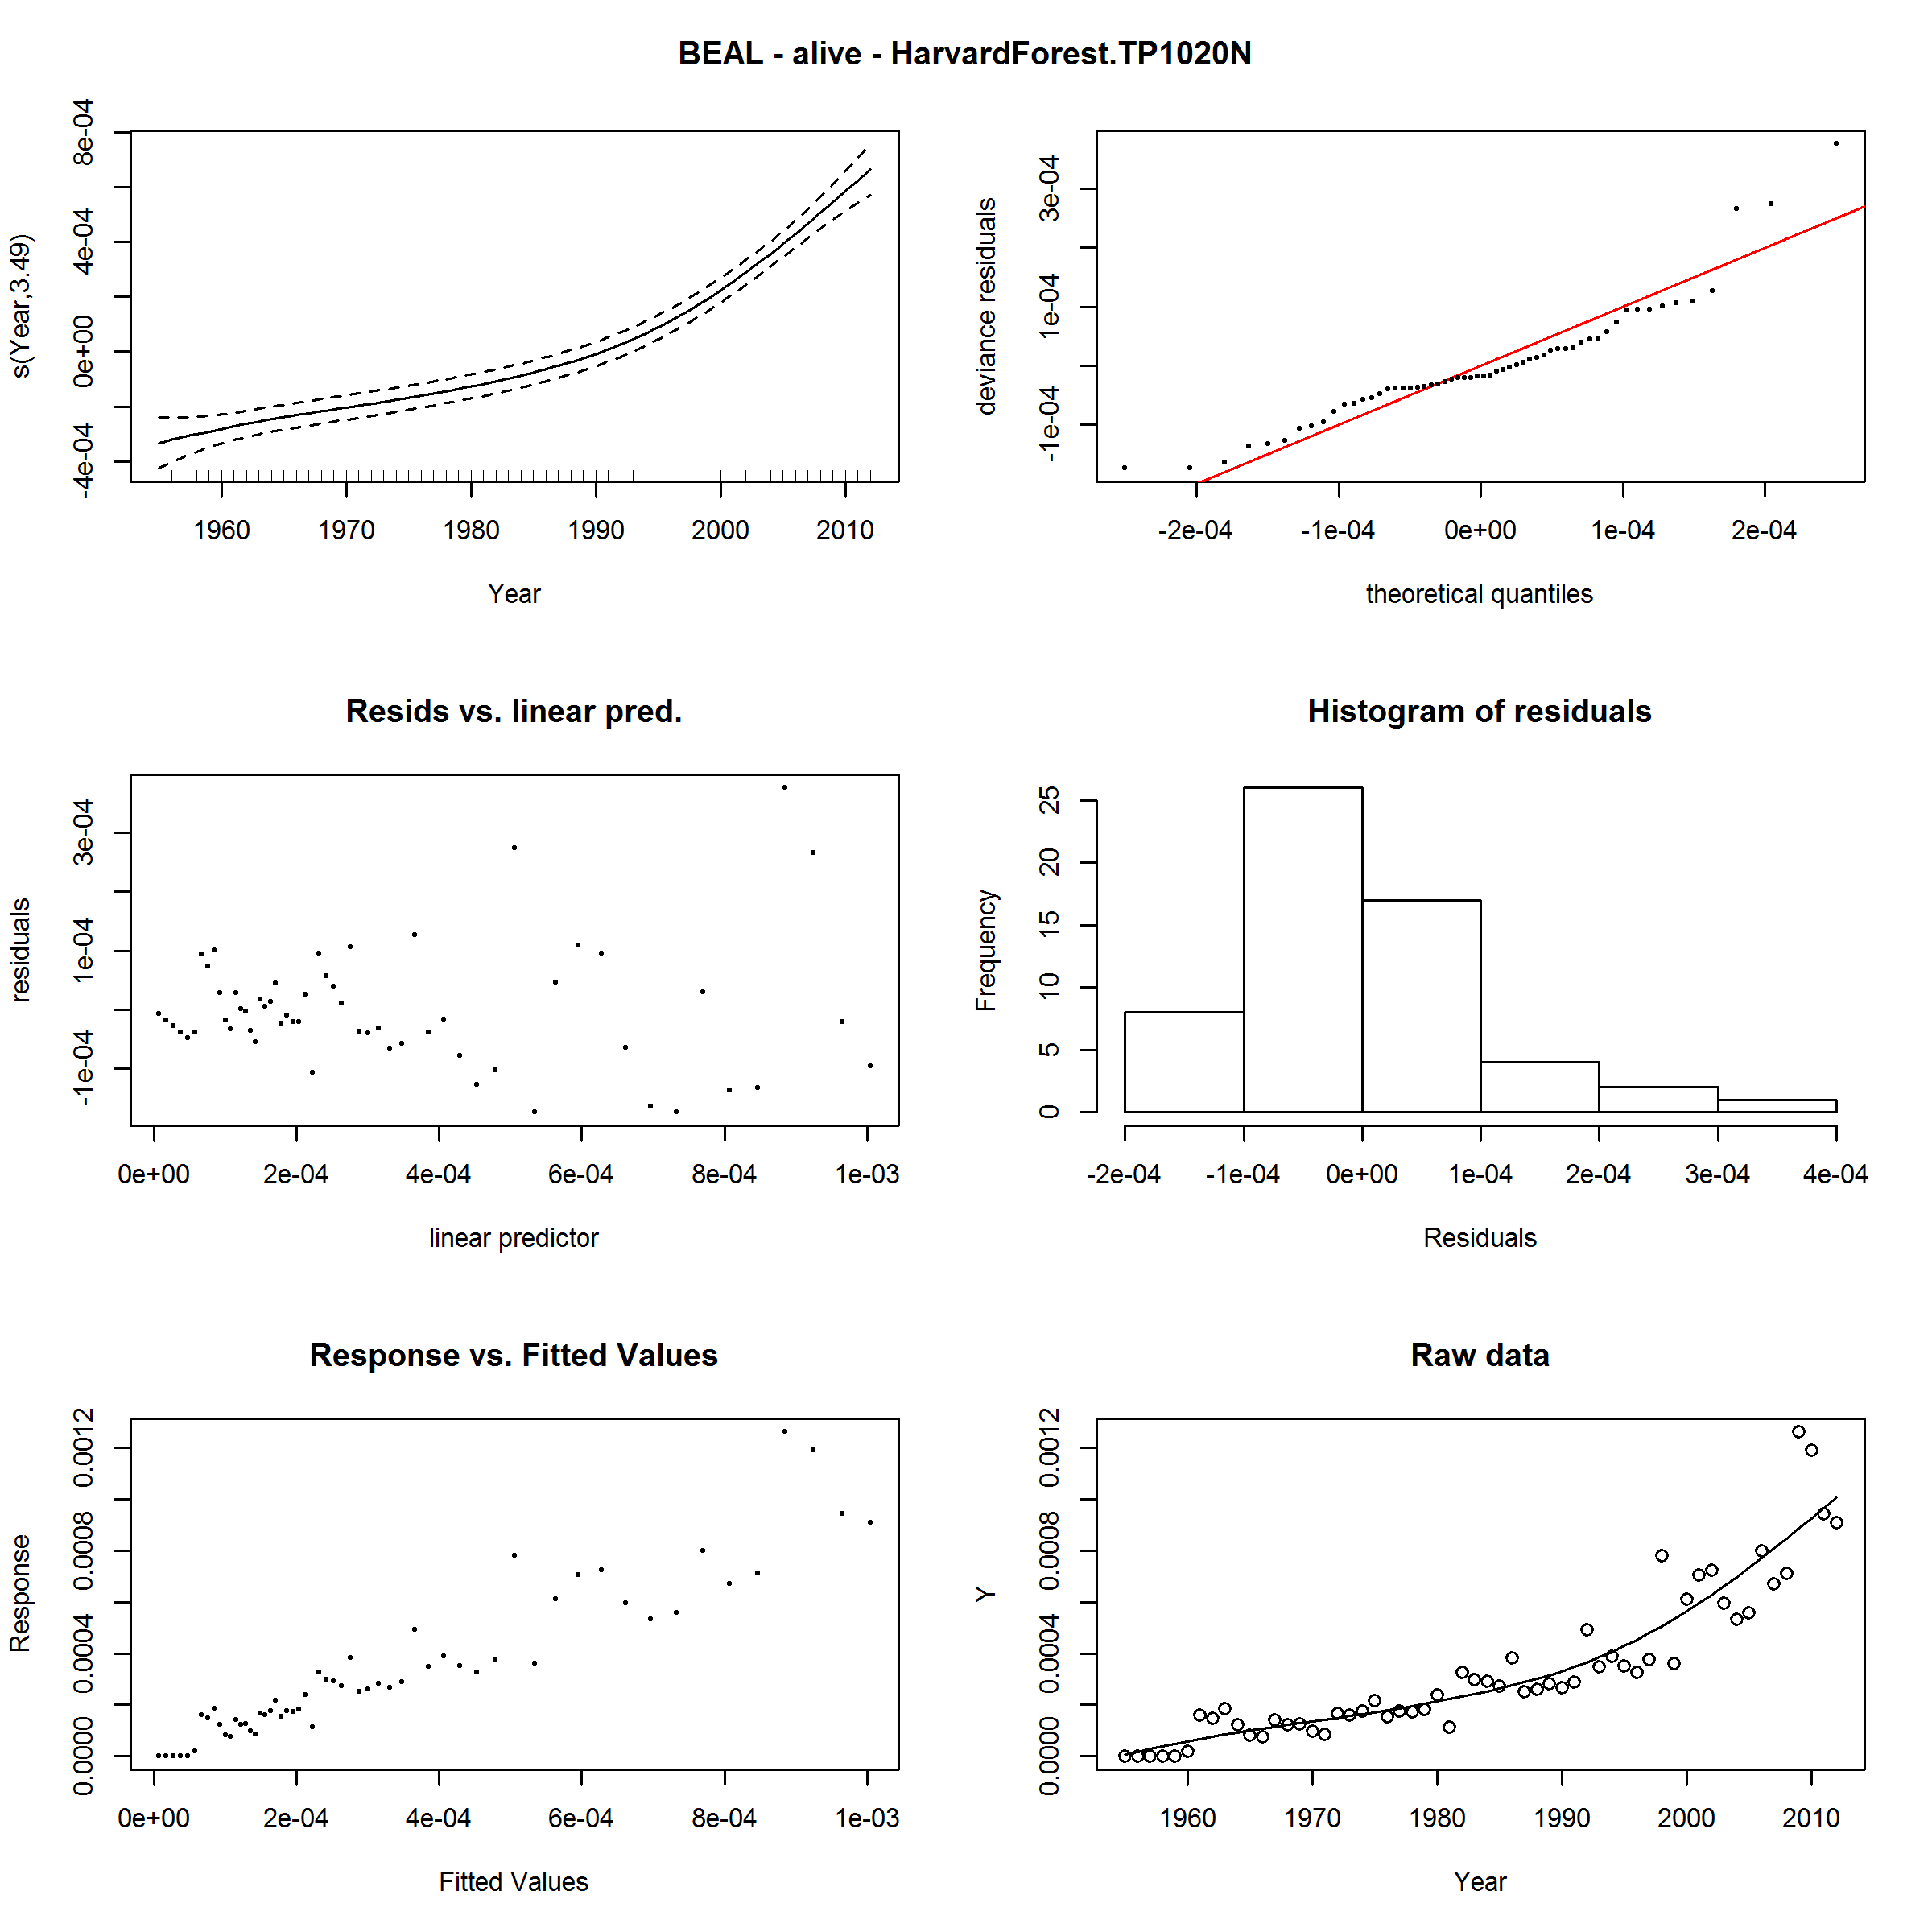 BEAL - alive - HarvardForest.TP1020N
s(Year,3.49)
-4e-04 0e+00 4e-04 8e-04
1960 1970 1980 1990 2000 2010
Year
deviance residuals
-1e-04 1e-04 3e-04
-2e-04 -1e-04 0e+00 1e-04 2e-04
theoretical quantiles
Resids vs. linear pred.
residuals
-1e-04 1e-04 3e-04
0e+00 2e-04 4e-04 6e-04 8e-04 1e-03
linear predictor
Histogram of residuals
Frequency
0 5 10 15 20 25
-2e-04 -1e-04 0e+00 1e-04 2e-04 3e-04 4e-04
Residuals
Response vs. Fitted Values
Response
0.0000 0.0004 0.0008 0.0012
0e+00 2e-04 4e-04 6e-04 8e-04 1e-03
Fitted Values
Raw data
Y
0.0000 0.0004 0.0008 0.0012
1960 1970 1980 1990 2000 2010
Year